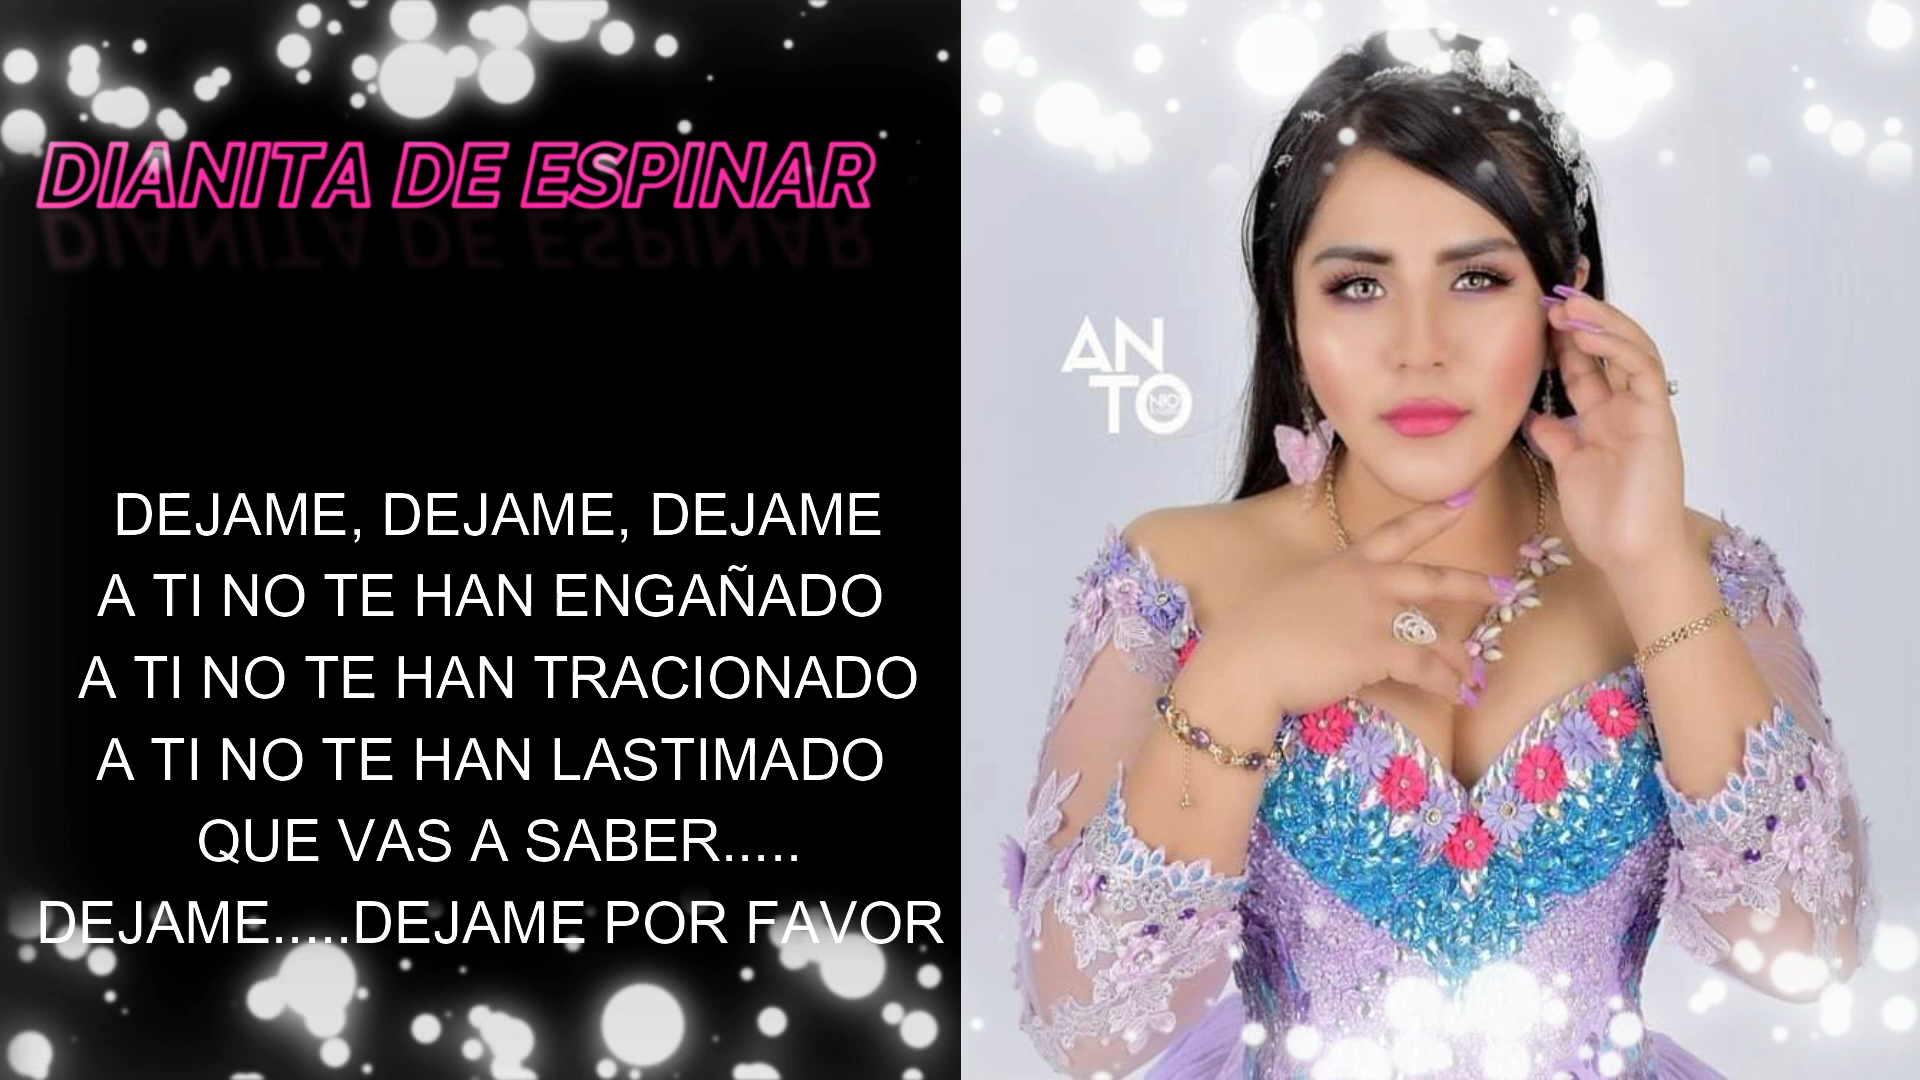 DIANITA DE ESPINAR
DEJAME, DEJAME, DEJAME
A TI NO TE HAN ENGAÑADO
A TI NO TE HAN TRACIONADO
A TI NO TE HAN LASTIMADO
QUE VAS A SABER.....
DEJAME.....DEJAME POR FAVOR
AN
TO
NIO